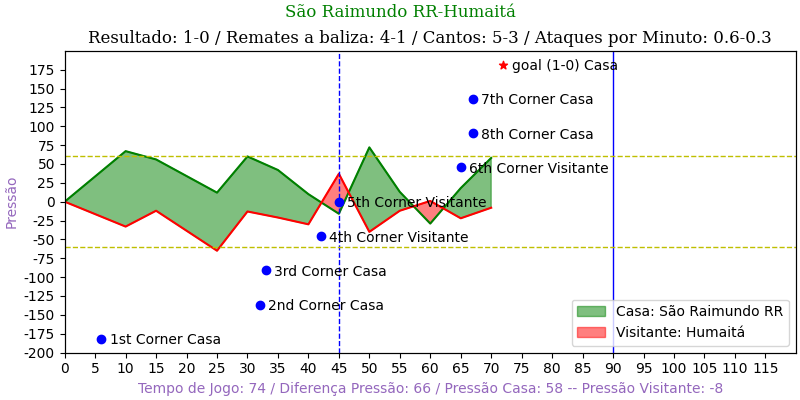 São Raimundo RR-Humaitá
Resultado: 1-0 / Remates a baliza: 4-1 / Cantos: 5-3 / Ataques por Minuto: 0.6-0.3
Pressão
175
150
125
100
75
50
25
0
-25
-50
-75
-100
-125
-150
-175
-200
goal (1-0) Casa
7th Corner Casa
8th Corner Casa
6th Corner Visitante
5th Corner Visitante
4th Corner Visitante
3rd Corner Casa
2nd Corner Casa
1st Corner Casa
Casa: São Raimundo RR
Visitante: Humaitá
0 5 10 15 20 25 30 35 40 45 50 55 60 65 70 75 80 85 90 95 100 105 110 115
Tempo de Jogo: 74 / Diferença Pressão: 66 / Pressão Casa: 58 -- Pressão Visitante: -8